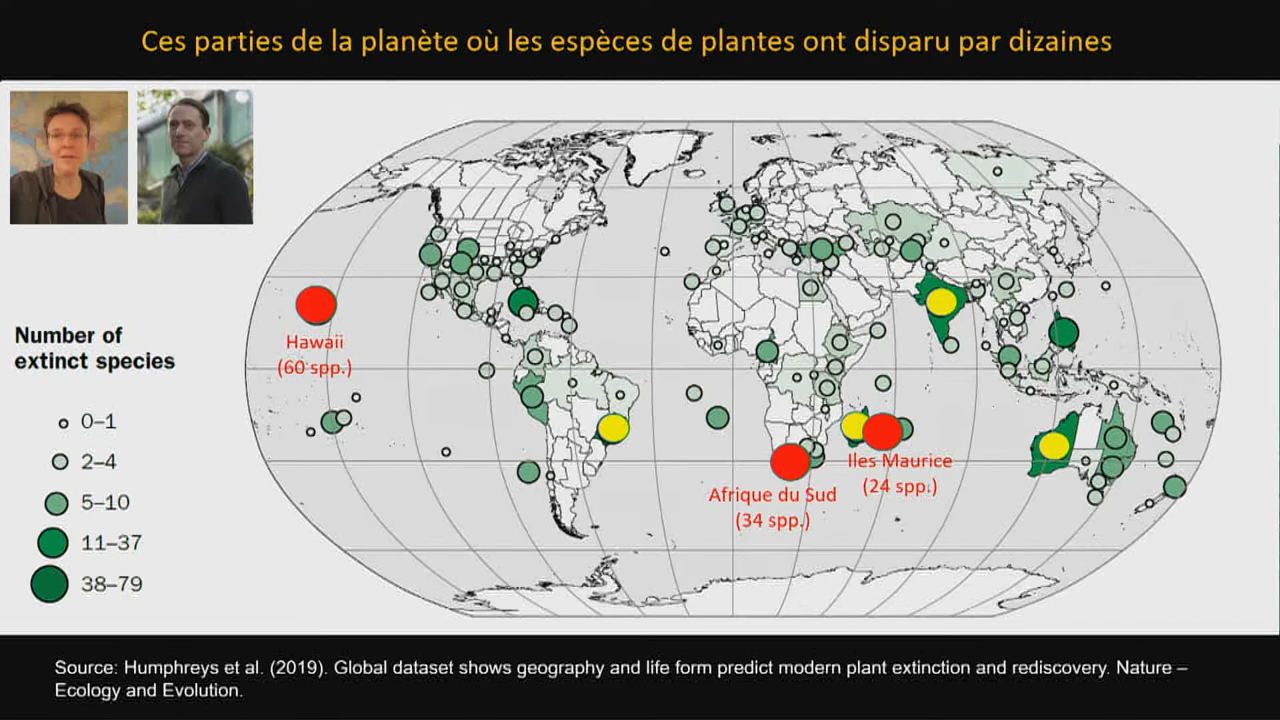 Ces parties de la planète où les espèces de plantes ont disparu par dizaines
Number of
extinct species
0–1
2–4
5–10
11–37
38–79
Hawaii
(60 spp.)
Afrique du Sud
(34 spp.)
Iles Maurice
(24 spp.)
Source: Humphreys et al. (2019). Global dataset shows geography and life form predict modern plant extinction and rediscovery. Nature –
Ecology and Evolution.